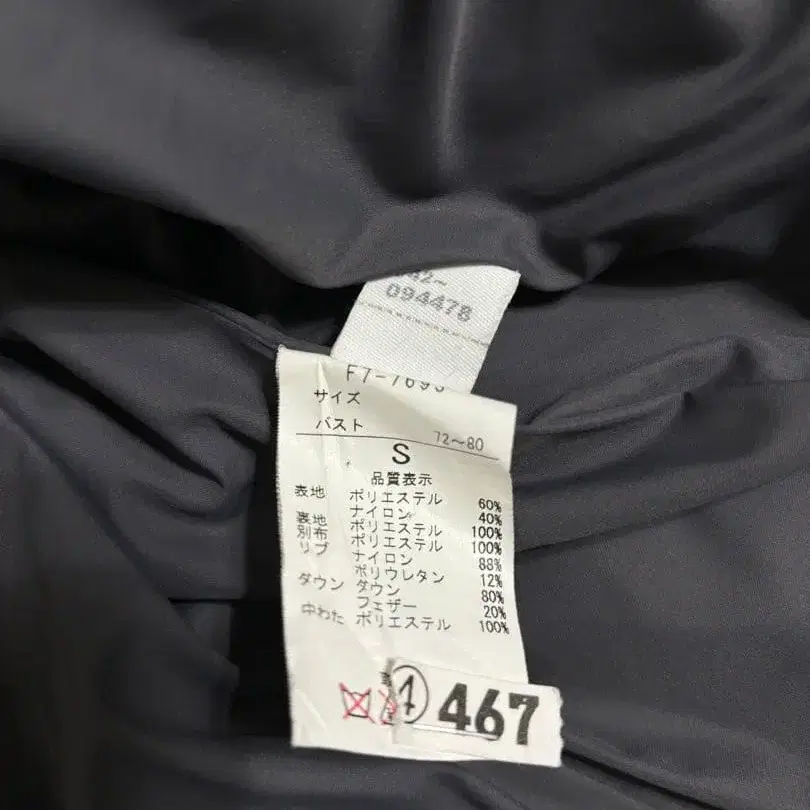 094478
サイズ
バスト 72～80
S
品質表示
表地 ポリエステル 60%
ナイロン 40%
裏地 ポリエステル 100%
別布 ポリエステル 100%
リブ ナイロン 88%
ポリウレタン 12%
ダウン ダウン 80%
フェザー 20%
中わた ポリエステル 100%
1 467